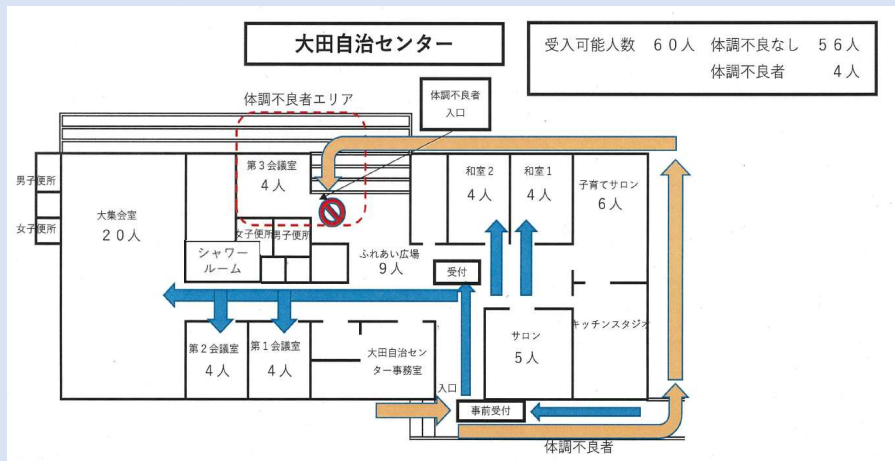 大田自治センター
受入可能人数 60人 体調不良なし 56人
体調不良者 4人
体調不良者エリア
体調不良者
入口
男子便所
女子便所
大集会室
20人
第3会議室
4人
女子便所
男子便所
シャワー
ルーム
ふれあい広場
9人
受付
和室2
4人
和室1
4人
子育てサロン
6人
キッチンスタジオ
サロン
5人
第2会議室
4人
第1会議室
4人
大田自治セン
ター事務室
入口
事前受付
体調不良者